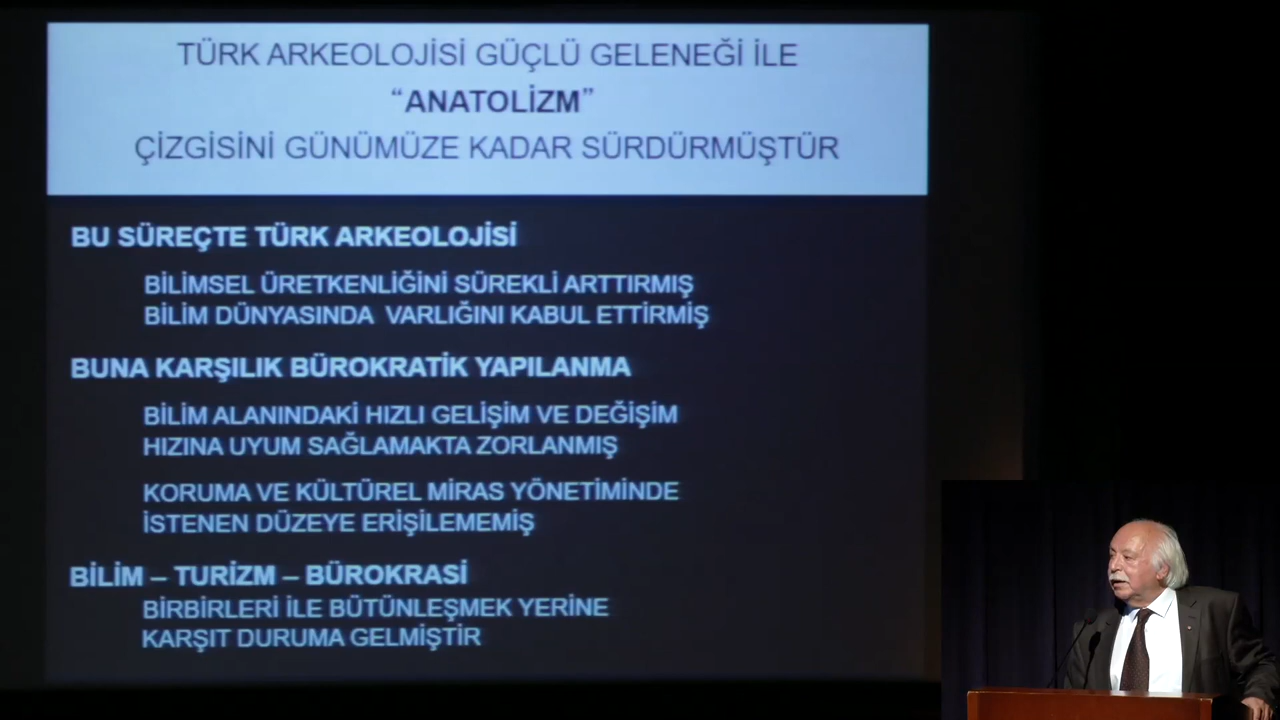 TÜRK ARKEOLOJİSİ GÜÇLÜ GELENEĞİ İLE
“ANATOLİZM”
ÇİZGİSİNİ GÜNÜMÜZE KADAR SÜRDÜRMÜŞTÜR
BU SÜREÇTE TÜRK ARKEOLOJİSİ
BİLİMSEL ÜRETKENLİĞİNİ SÜREKLİ ARTTIRMIŞ
BİLİM DÜNYASINDA VARLIĞINI KABUL ETTİRMİŞ
BUNA KARŞILIK BÜROKRATİK YAPILANMA
BİLİM ALANINDAKİ HIZLI GELİŞİM VE DEĞİŞİM
HIZINA UYUM SAĞLAMAKTA ZORLANMIŞ
KORUMA VE KÜLTÜREL MİRAS YÖNETİMİNDE
İSTENEN DÜZEYE ERİŞİLEMEMİŞ
BİLİM – TURİZM – BÜROKRASİ
BİRBİRLERİ İLE BÜTÜNLEŞMEK YERİNE
KARŞIT DURUMA GELMİŞTİR